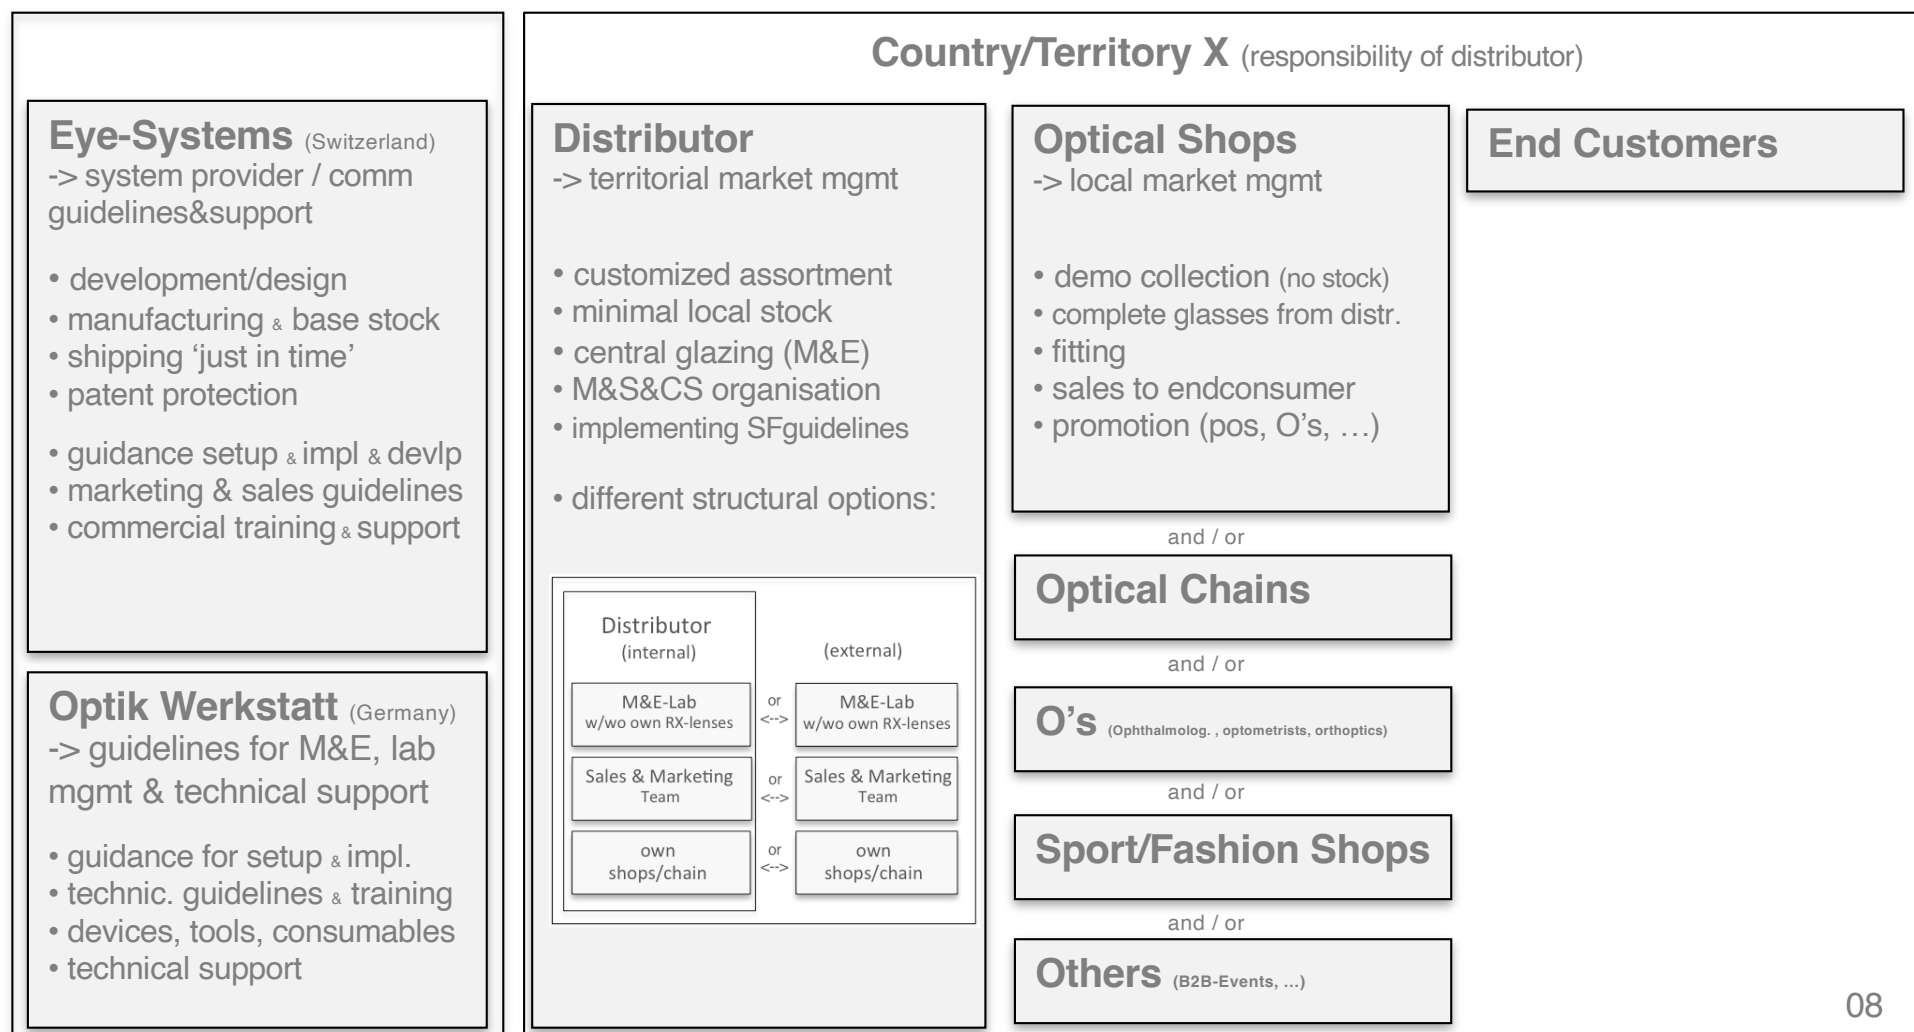 Country/Territory X (responsibility of distributor)
Eye-Systems (Switzerland)
-> system provider / comm
guidelines&support
• development/design
• manufacturing & base stock
• shipping ‘just in time’
• patent protection
• guidance setup & impl & devlp
• marketing & sales guidelines
• commercial training & support
Optik Werkstatt (Germany)
-> guidelines for M&E, lab
mgmt & technical support
• guidance for setup & impl.
• technic. guidelines & training
• devices, tools, consumables
• technical support
Distributor
-> territorial market mgmt
• customized assortment
• minimal local stock
• central glazing (M&E)
• M&S&CS organisation
• implementing SFguidelines
• different structural options:
Distributor
(internal)
(external)
M&E-Lab
w/wo own RX-lenses
or
<-->
M&E-Lab
w/wo own RX-lenses
Sales & Marketing
Team
or
<-->
Sales & Marketing
Team
own
shops/chain
or
<-->
own
shops/chain
Optical Shops
-> local market mgmt
• demo collection (no stock)
• complete glasses from distr.
• fitting
• sales to endconsumer
• promotion (pos, O’s, …)
and / or
Optical Chains
and / or
O’s (Ophthalmolog. , optometrists, orthoptics)
and / or
Sport/Fashion Shops
and / or
Others (B2B-Events, …)
End Customers
08